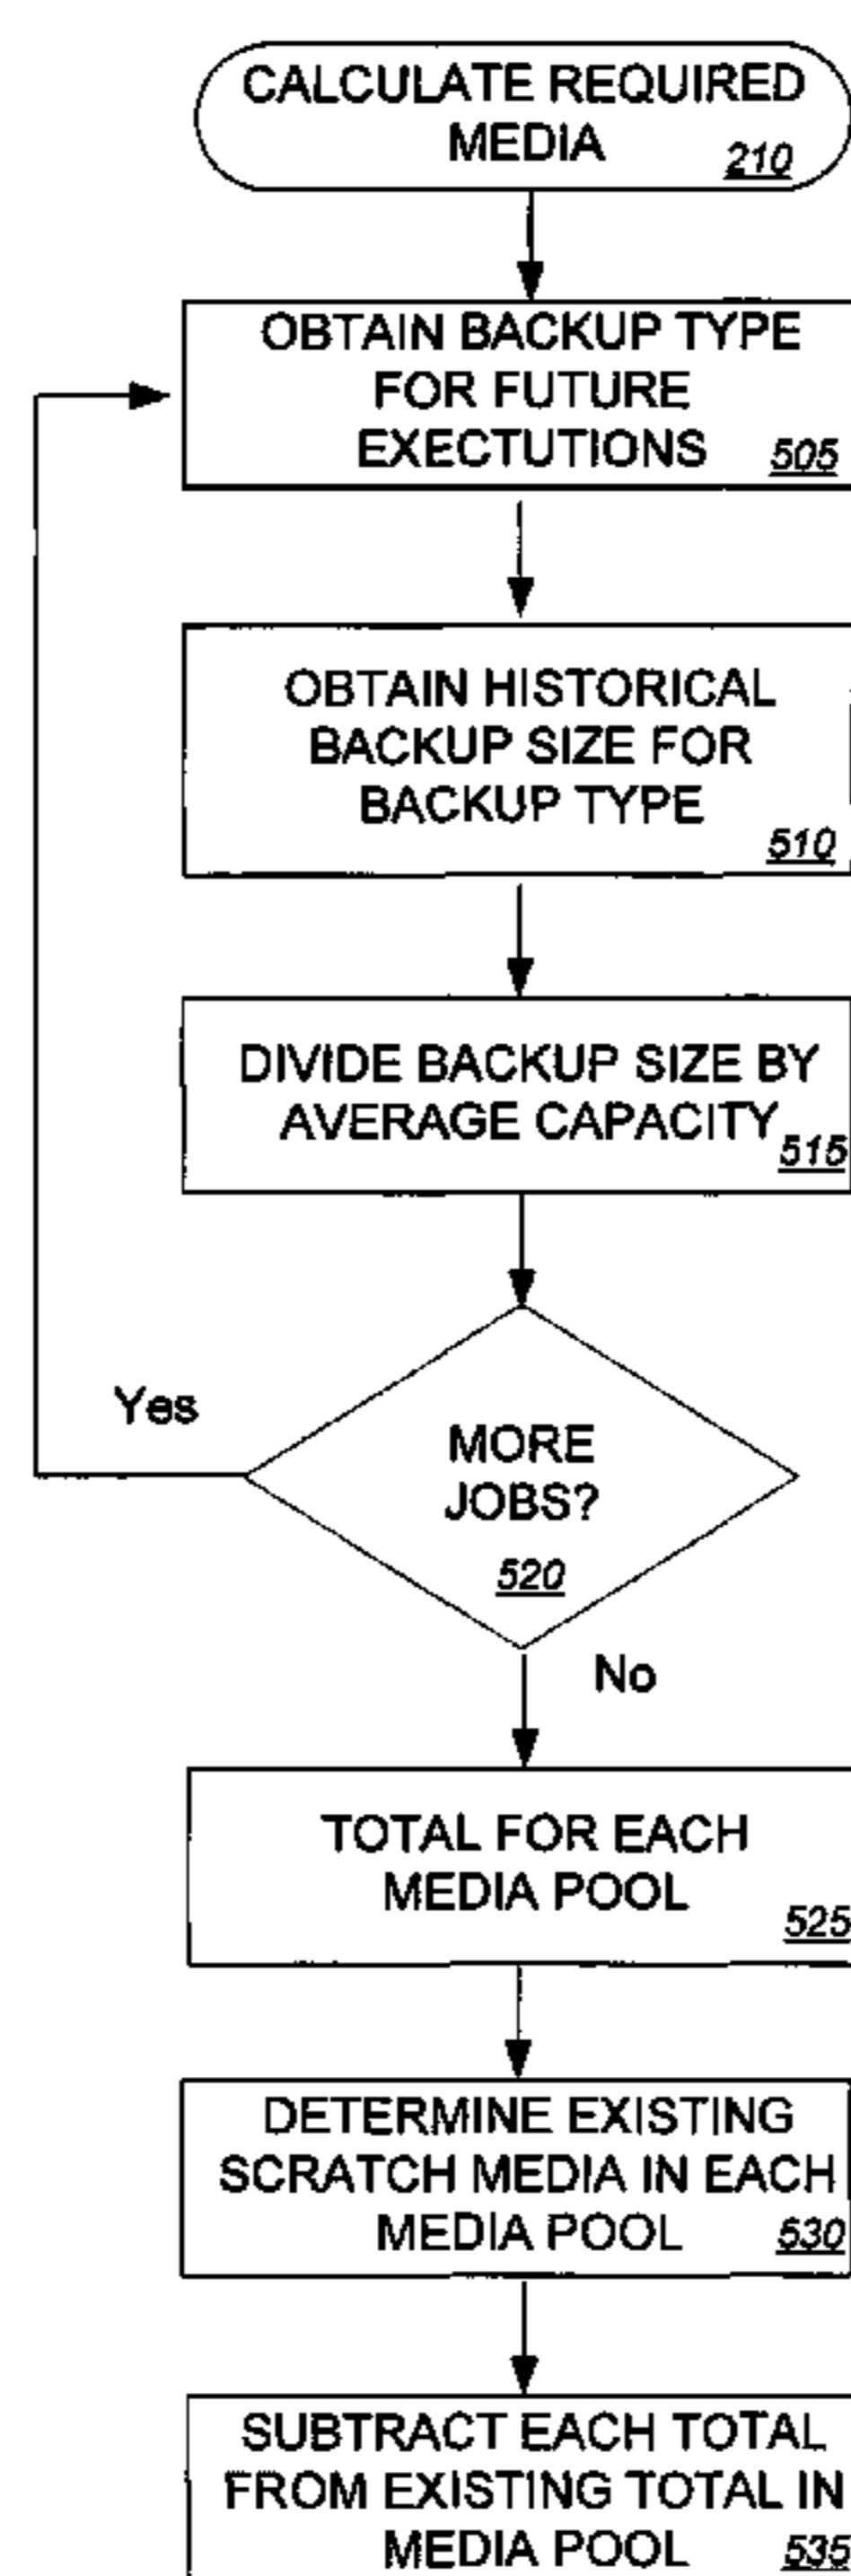 CALCULATE REQUIRED
MEDIA 210
OBTAIN BACKUP TYPE
FOR FUTURE
EXECTUTIONS 505
OBTAIN HISTORICAL
BACKUP SIZE FOR
BACKUP TYPE
510
DIVIDE BACKUP SIZE BY
AVERAGE CAPACITY 515
Yes
MORE
JOBS?
520
No
TOTAL FOR EACH
MEDIA POOL 525
DETERMINE EXISTING
SCRATCH MEDIA IN EACH
MEDIA POOL 530
SUBTRACT EACH TOTAL
FROM EXISTING TOTAL IN
MEDIA POOL 535